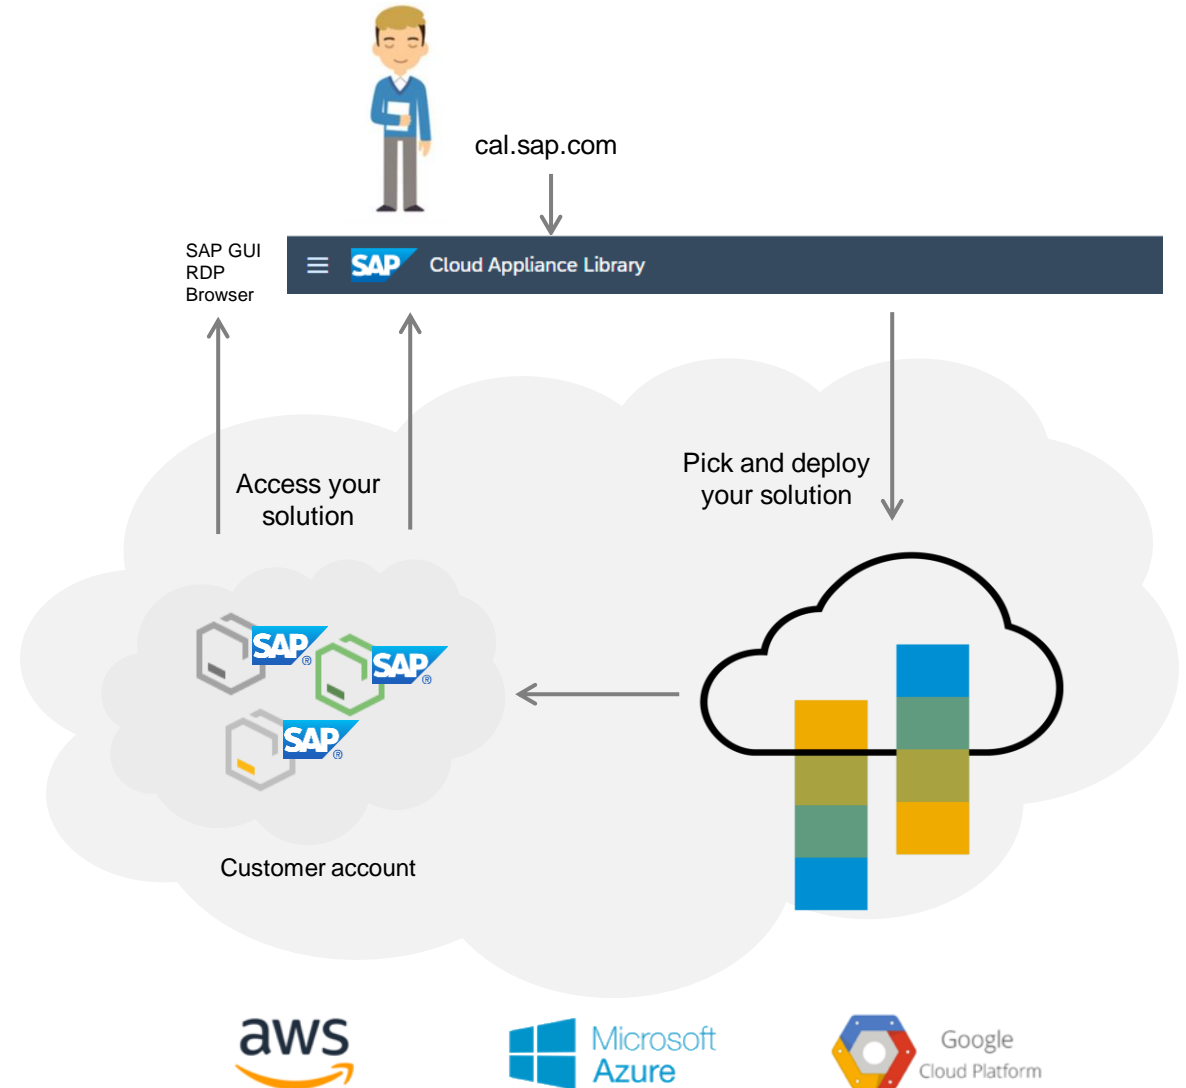 cal.sap.com
SAP GUI
RDP
Browser
SAP Cloud Appliance Library
Access your
solution
Pick and deploy
your solution
SAP®
SAP®
SAP®
Customer account
aws
Microsoft
Azure
Google
Cloud Platform